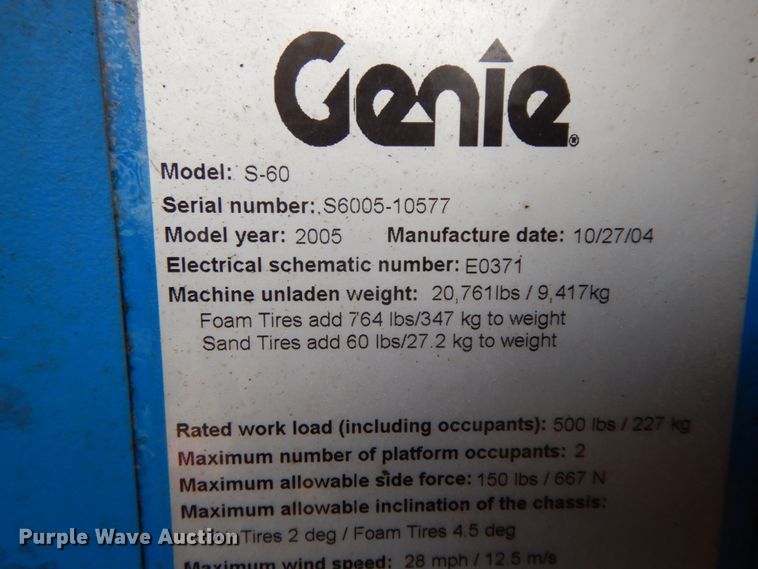 Genie®
Model: S-60
Serial number: S6005-10577
Model year: 2005 Manufacture date: 10/27/04
Electrical schematic number: E0371
Machine unladen weight: 20,761lbs / 9,417kg
Foam Tires add 764 lbs/347 kg to weight
Sand Tires add 60 lbs/27.2 kg to weight
Rated work load (including occupants): 500 lbs / 227 kg
Maximum number of platform occupants: 2
Maximum allowable side force: 150 lbs / 667 N
Maximum allowable inclination of the chassis:
Tires 2 deg / Foam Tires 4.5 deg
Maximum wind speed: 28 mph / 12.5 m/s
Purple Wave Auction